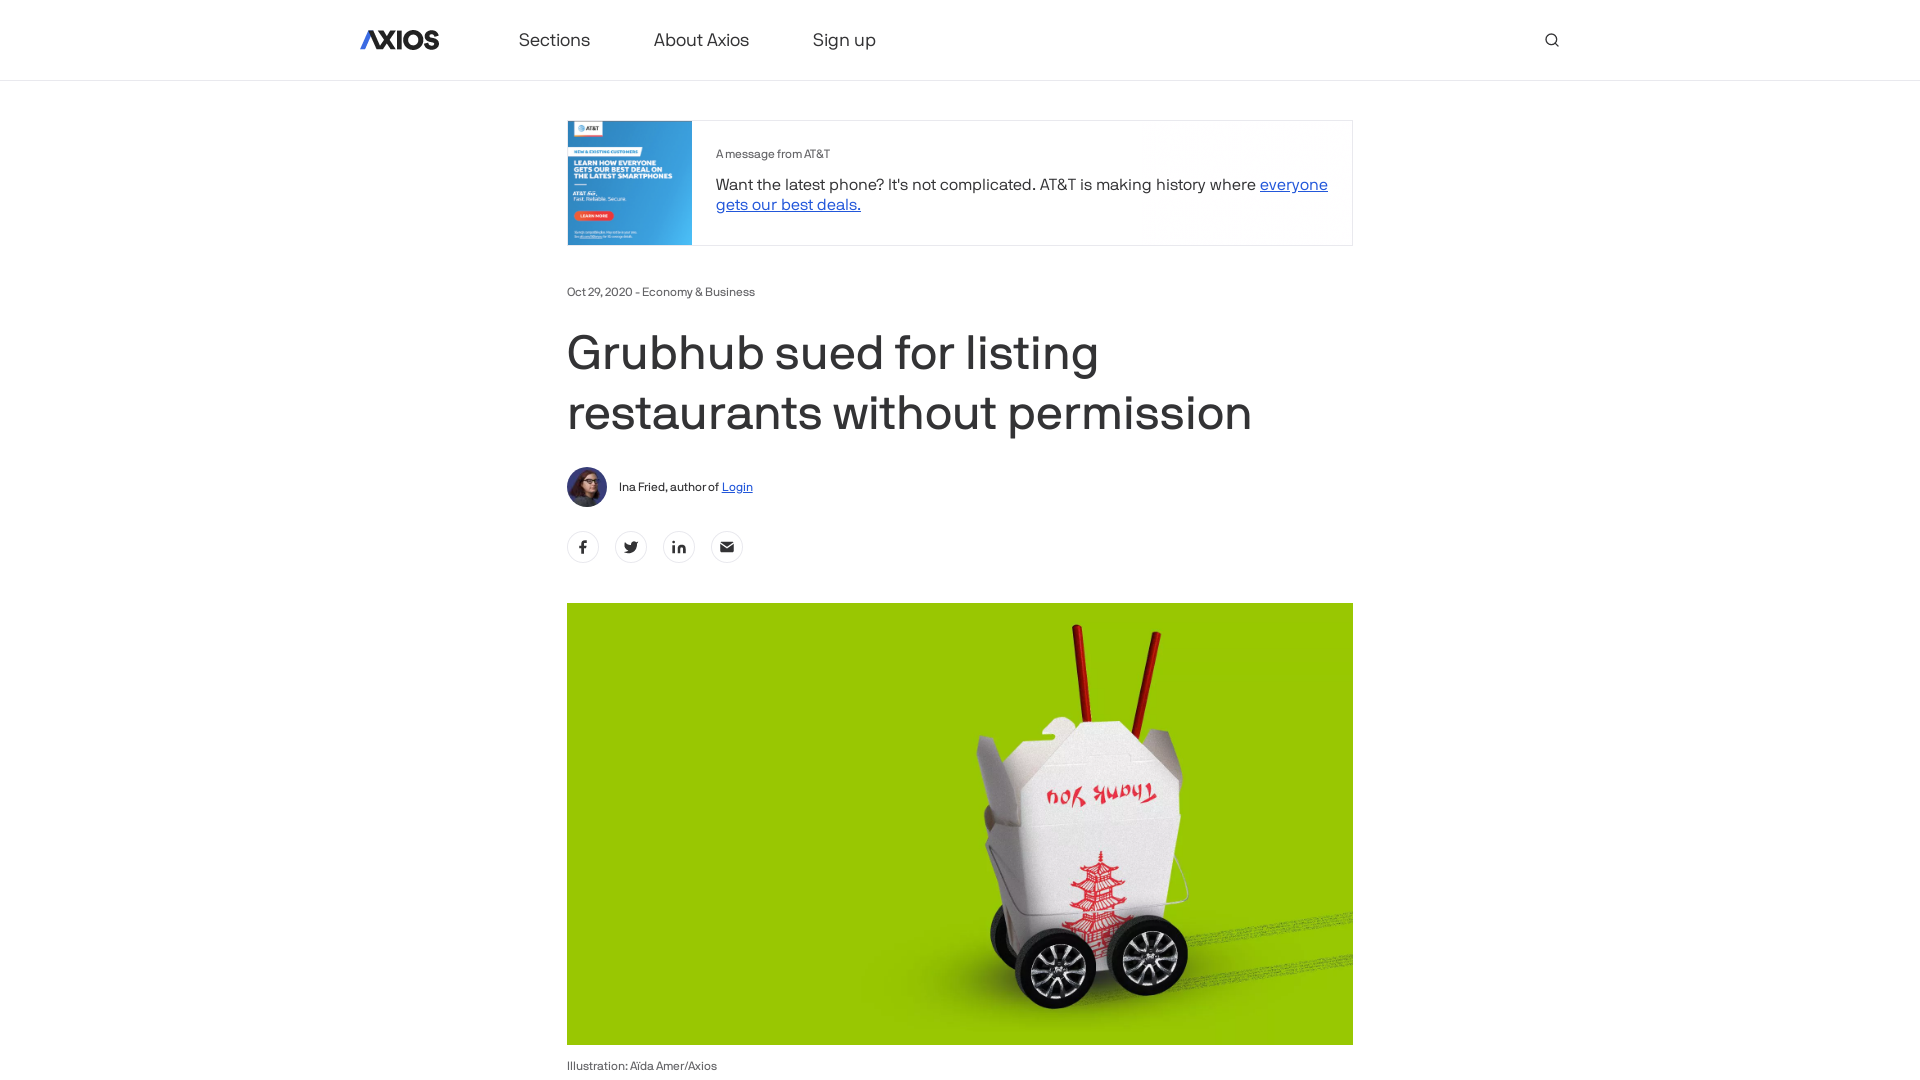 AXIOS
Sections
About Axios
Sign up
AT&T
NEW & EXISTING CUSTOMERS
LEARN HOW EVERYONE
GETS OUR BEST DEAL ON
THE LATEST SMARTPHONES
AT&T 5G
Fast. Reliable. Secure.
LEARN MORE
A message from AT&T
Want the latest phone? It's not complicated. AT&T is making history where everyone
gets our best deals.
Oct 29, 2020 - Economy & Business
Grubhub sued for listing
restaurants without permission
Ina Fried, author of Login
Thank You
Illustration: Aïda Amer/Axios